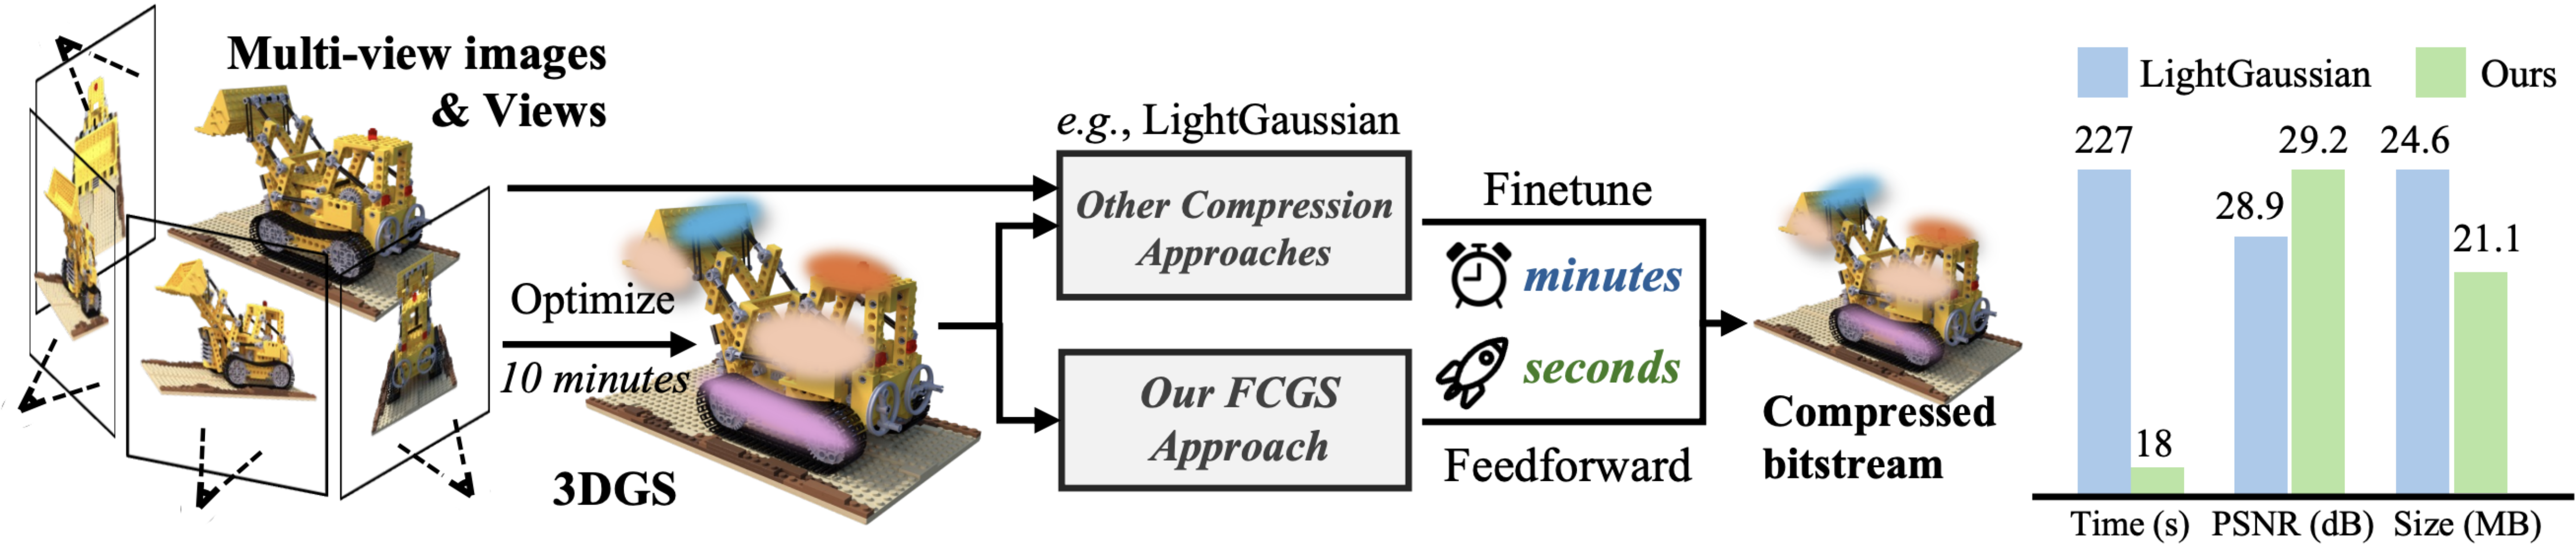 Multi-view images
& Views
Optimize
10 minutes
3DGS
e.g., LightGaussian
Other Compression
Approaches
Our FCGS
Approach
Finetune
minutes
seconds
Feedforward
Compressed
bitstream
LightGaussian
Ours
227
18
28.9
29.2
24.6
21.1
Time (s)
PSNR (dB)
Size (MB)